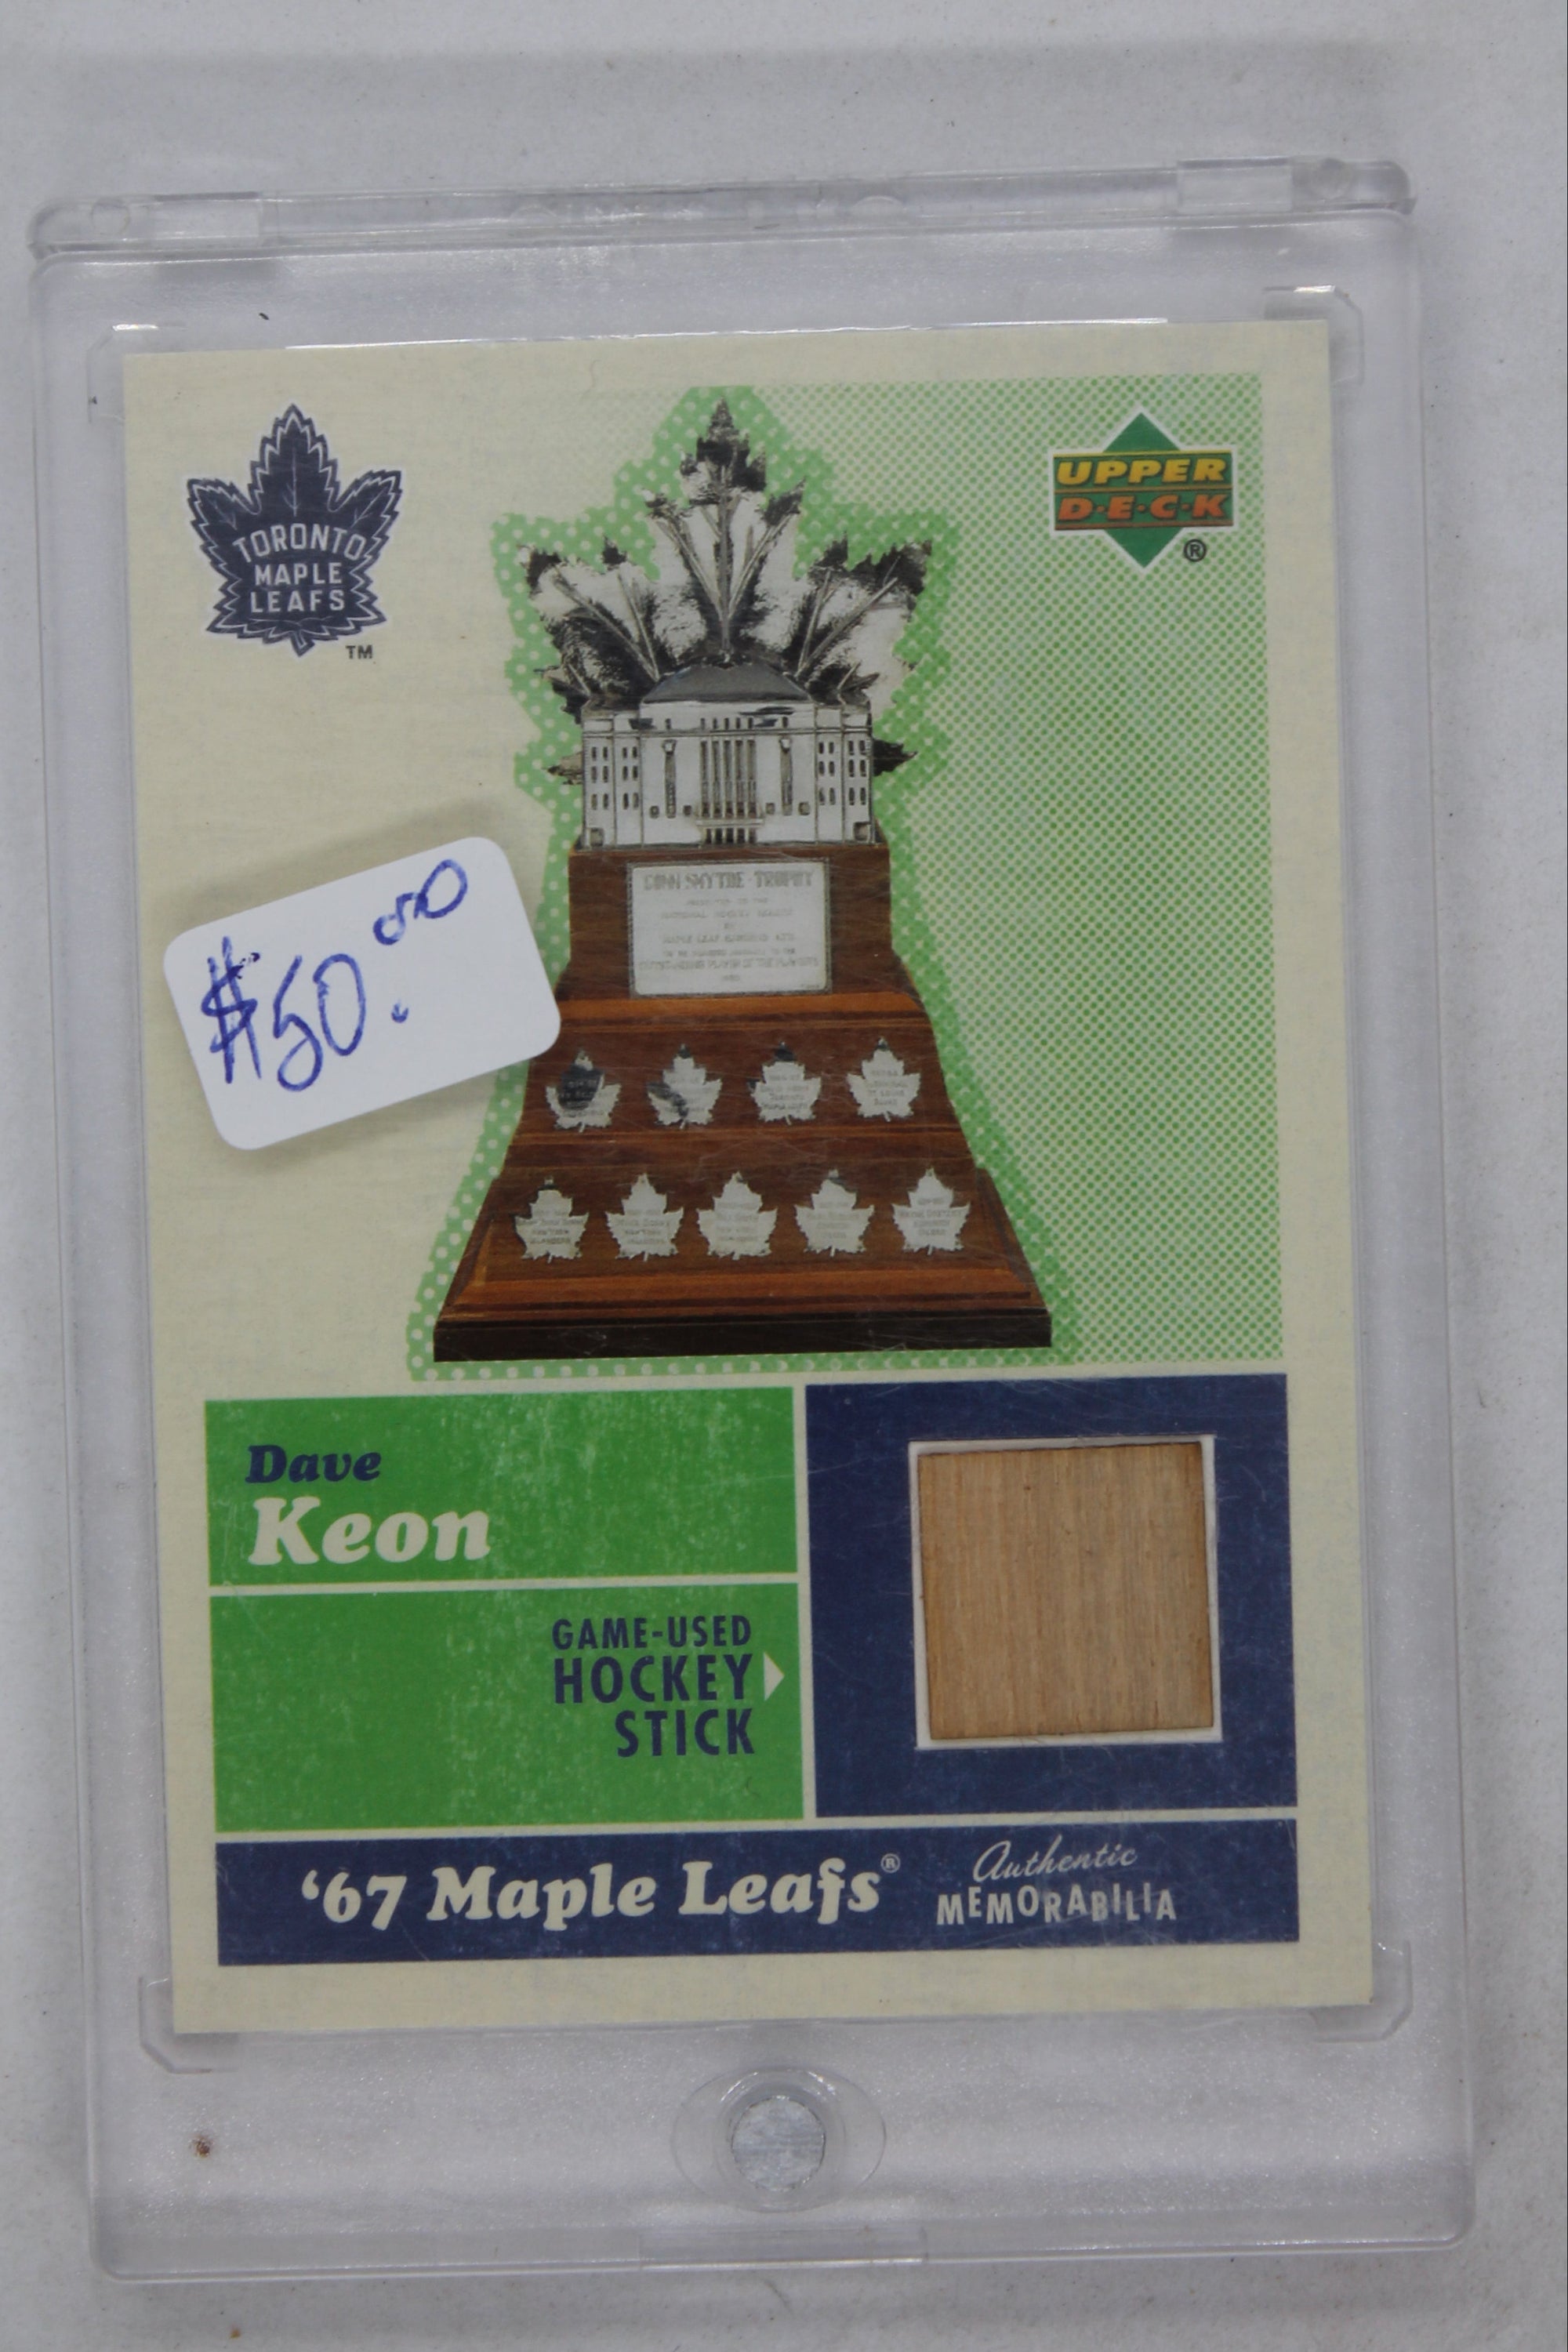 TORONTO
MAPLE
LEAFS
TM
UPPER
D·E·C·K
®
CONN SMYTHE TROPHY
$50.00
Dave
Keon
GAME-USED
HOCKEY
STICK
'67 Maple Leafs®
Authentic
MEMORABILIA